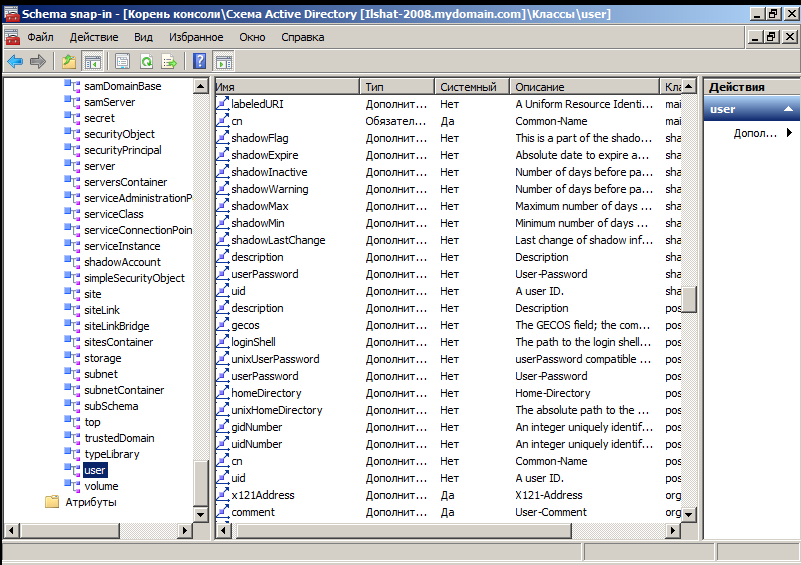 Schema snap-in - [Корень консоли\Схема Active Directory [Ilshat-2008.mydomain.com]\Классы\user]
Файл Действие Вид Избранное Окно Справка
samDomainBase
samServer
secret
securityObject
securityPrincipal
server
serversContainer
serviceAdministrationP
serviceClass
serviceConnectionPoin
serviceInstance
shadowAccount
simpleSecurityObject
site
siteLink
siteLinkBridge
sitesContainer
storage
subnet
subnetContainer
subSchema
top
trustedDomain
typeLibrary
user
volume
Атрибуты
Имя Тип Системный Описание Кла
labeledURI Дополнит... Нет A Uniform Resource Identi... mai
cn Обязател... Да Common-Name mai
shadowFlag Дополнит... Нет This is a part of the shado... sha
shadowExpire Дополнит... Нет Absolute date to expire a... sha
shadowInactive Дополнит... Нет Number of days before pa... sha
shadowWarning Дополнит... Нет Number of days before pa... sha
shadowMax Дополнит... Нет Maximum number of days ... sha
shadowMin Дополнит... Нет Minimum number of days ... sha
shadowLastChange Дополнит... Нет Last change of shadow inf... sha
description Дополнит... Нет Description sha
userPassword Дополнит... Нет User-Password sha
uid Дополнит... Нет A user ID. sha
description Дополнит... Нет Description pos
gecos Дополнит... Нет The GECOS field; the com... pos
loginShell Дополнит... Нет The path to the login shell... pos
unixUserPassword Дополнит... Нет userPassword compatible ... pos
userPassword Дополнит... Нет User-Password pos
homeDirectory Дополнит... Нет Home-Directory pos
unixHomeDirectory Дополнит... Нет The absolute path to the ... pos
gidNumber Дополнит... Нет An integer uniquely identif... pos
uidNumber Дополнит... Нет An integer uniquely identif... pos
cn Дополнит... Нет Common-Name pos
uid Дополнит... Нет A user ID. pos
x121Address Дополнит... Да X121-Address org
comment Дополнит... Да User-Comment org
Действия
user
Допол...